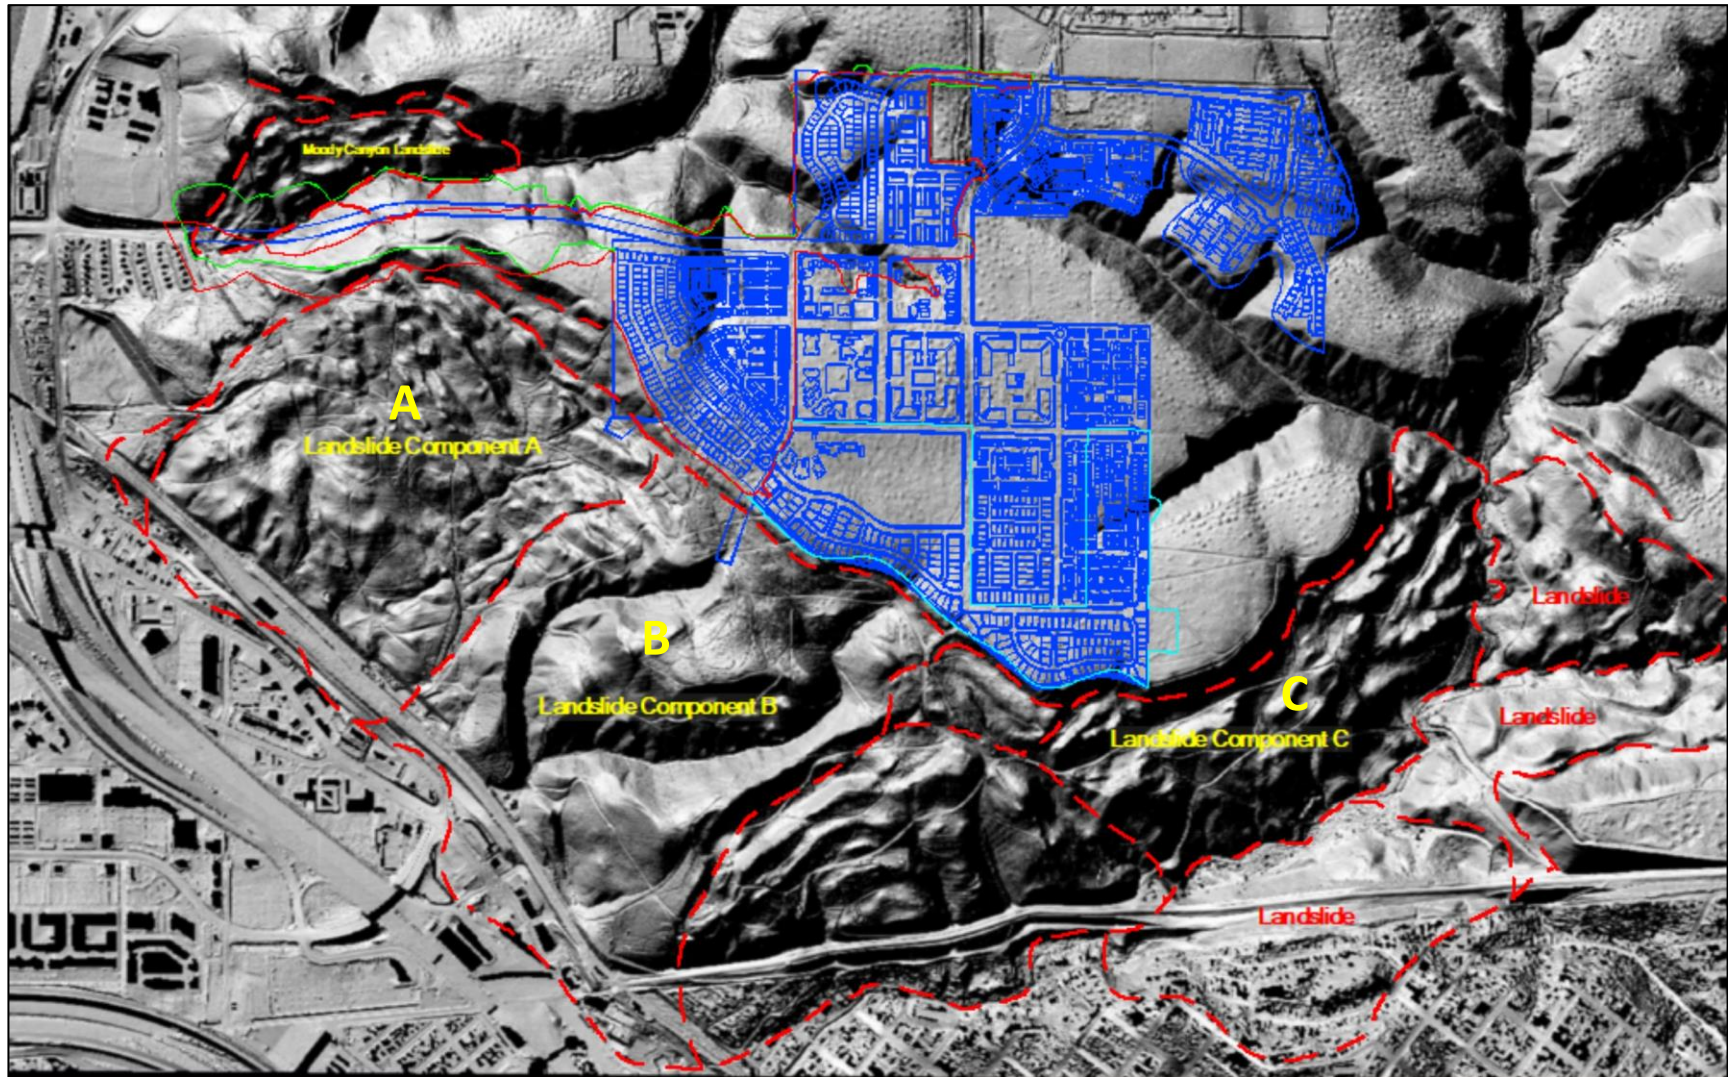 Moody Canyon Landslide
A
Landslide Component A
Landslide
B
C
Landslide Component B
Landslide
Landslide Component C
Landslide